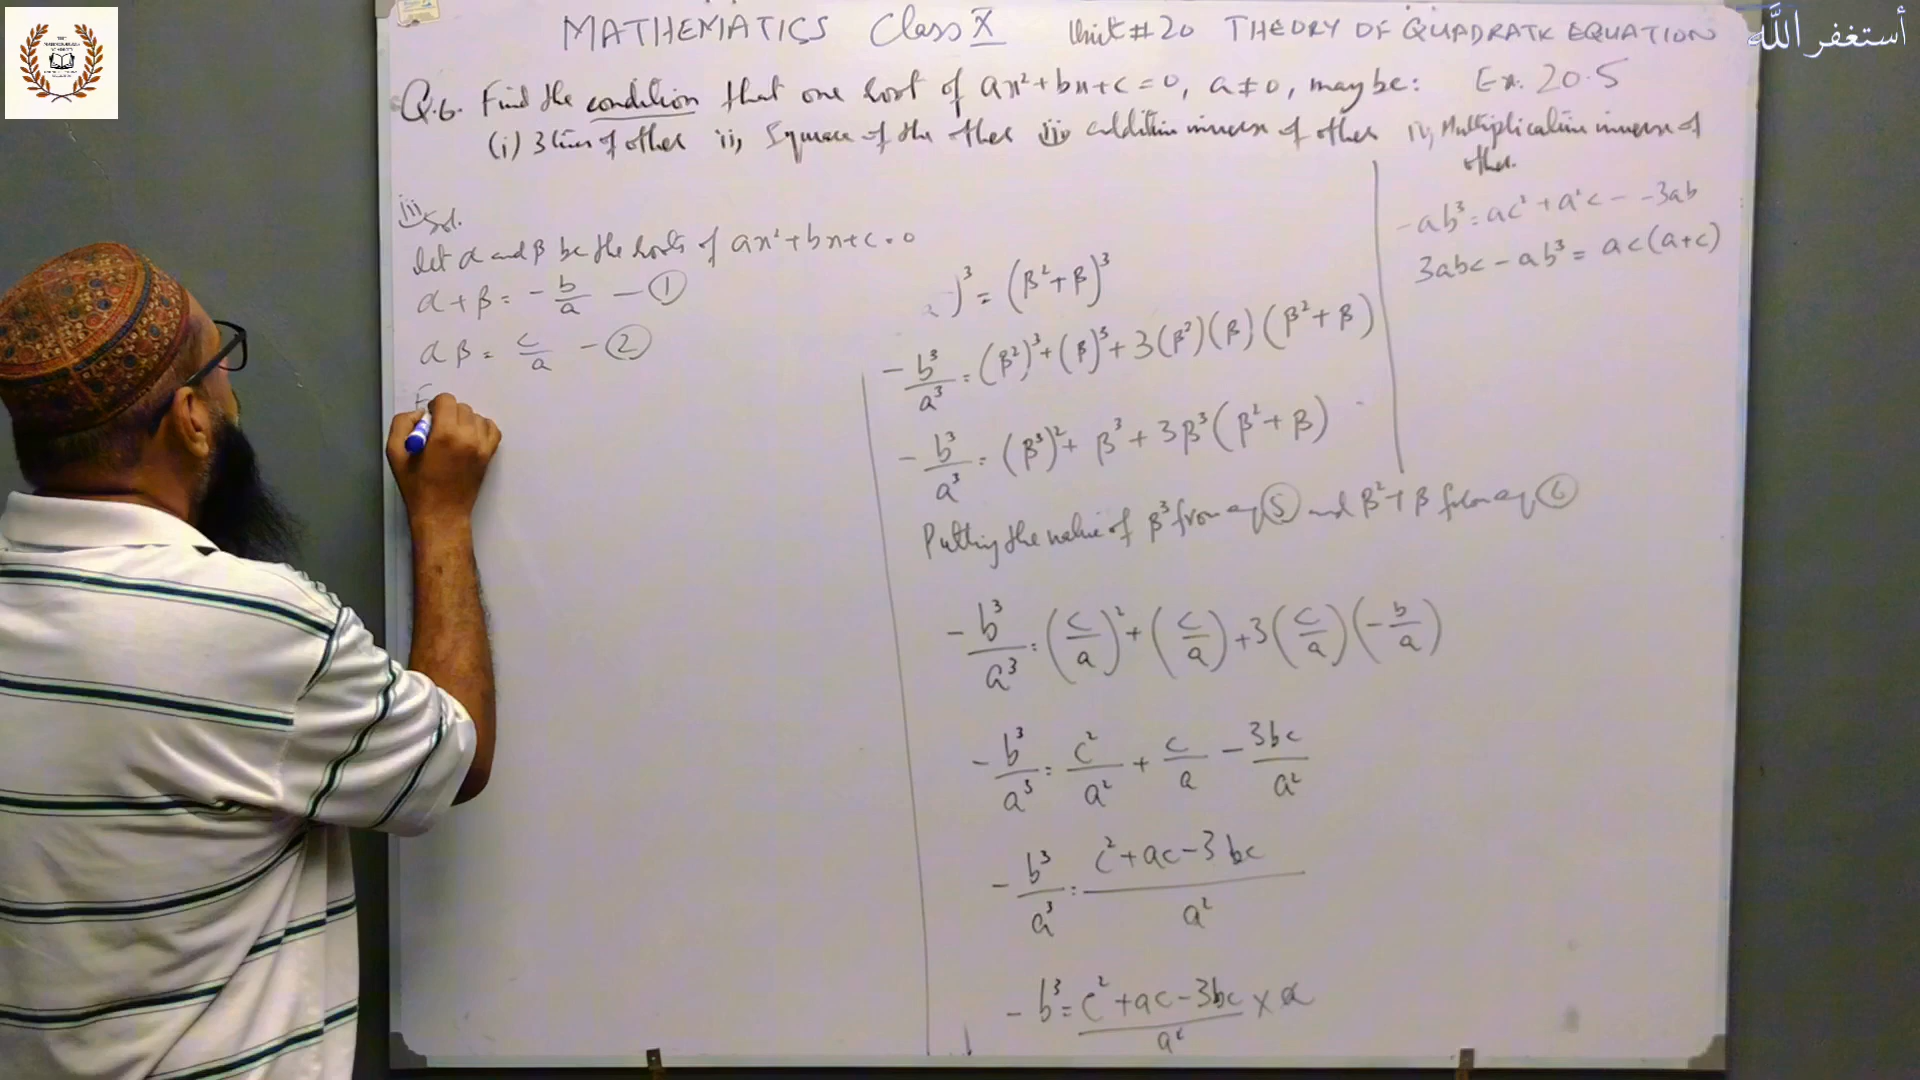 MATHEMATICS Class X Unit #20 THEORY OF QUADRATIC EQUATION
أستغفر الله
Q.6. Find the condition that one root of ax²+bx+c=0, a≠0, may be: Ex. 20.5
(i) 3 times of other ii, Square of the other iii, additive inverse of other iv, Multiplicative inverse of
other.
iii,
Sol.
Let α and β be the roots of ax²+bx+c=0
α+β = -b/a — ①
αβ = c/a — ②
)³ = (β²+β)³
-b³/a³ = (β²)³+(β)³+3(β²)(β)(β²+β)
-b³/a³ = (β³)²+β³+3β³(β²+β)
Putting the value of β³ from eq ⑤ and β²+β from eq ⑥
-b³/a³ = (c/a)²+(c/a)+3(c/a)(-b/a)
-b³/a³ = c²/a² + c/a - 3bc/a²
-b³/a³ = c²+ac-3bc/a²
-b³ = c²+ac-3bc/a² × a
-ab³ = ac²+a²c - -3ab
3abc - ab³ = ac(a+c)